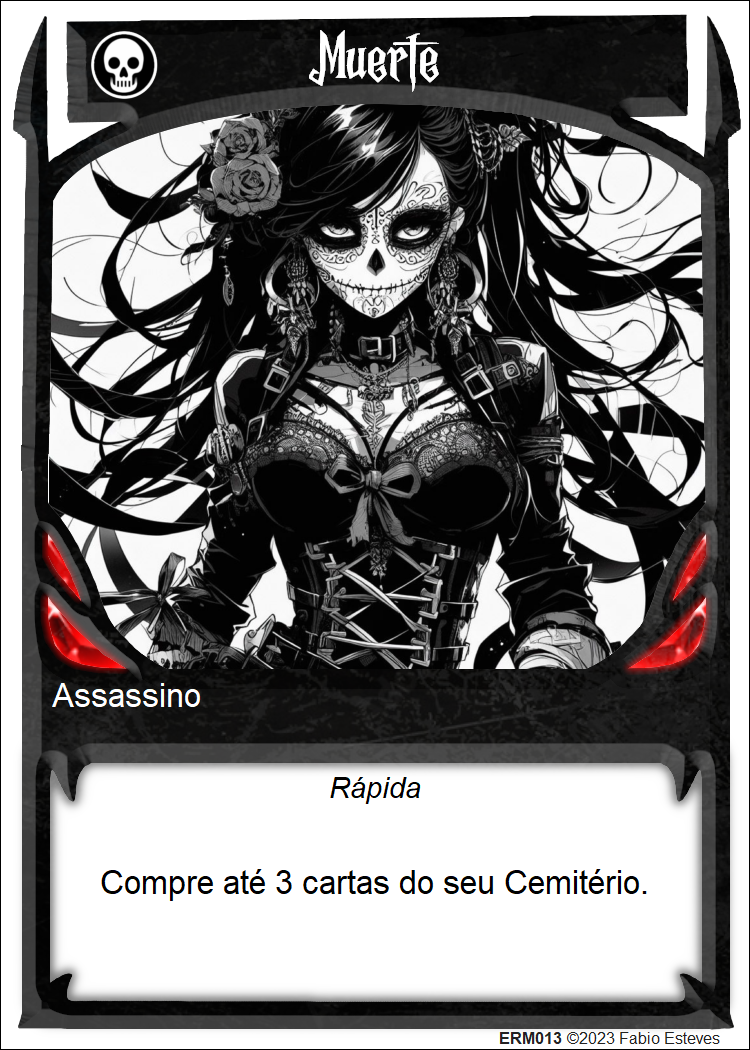 Muerte
Assassino
Rápida
Compre até 3 cartas do seu Cemitério.
ERM013 ©2023 Fabio Esteves